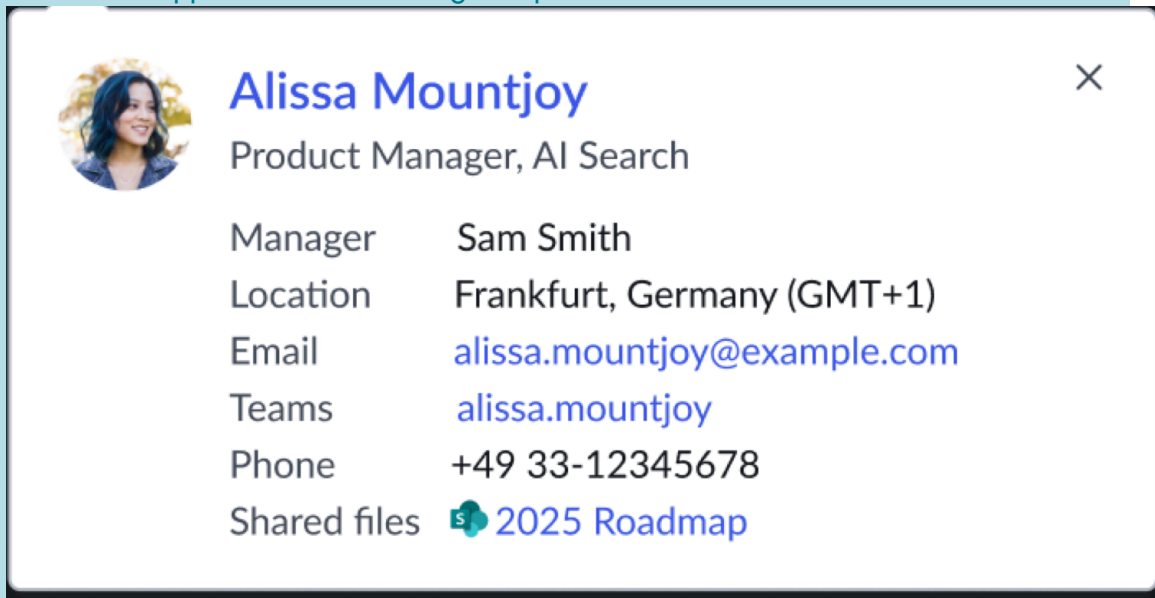 Alissa Mountjoy
Product Manager, AI Search
Manager Sam Smith
Location Frankfurt, Germany (GMT+1)
Email alissa.mountjoy@example.com
Teams alissa.mountjoy
Phone +49 33-12345678
Shared files S 2025 Roadmap